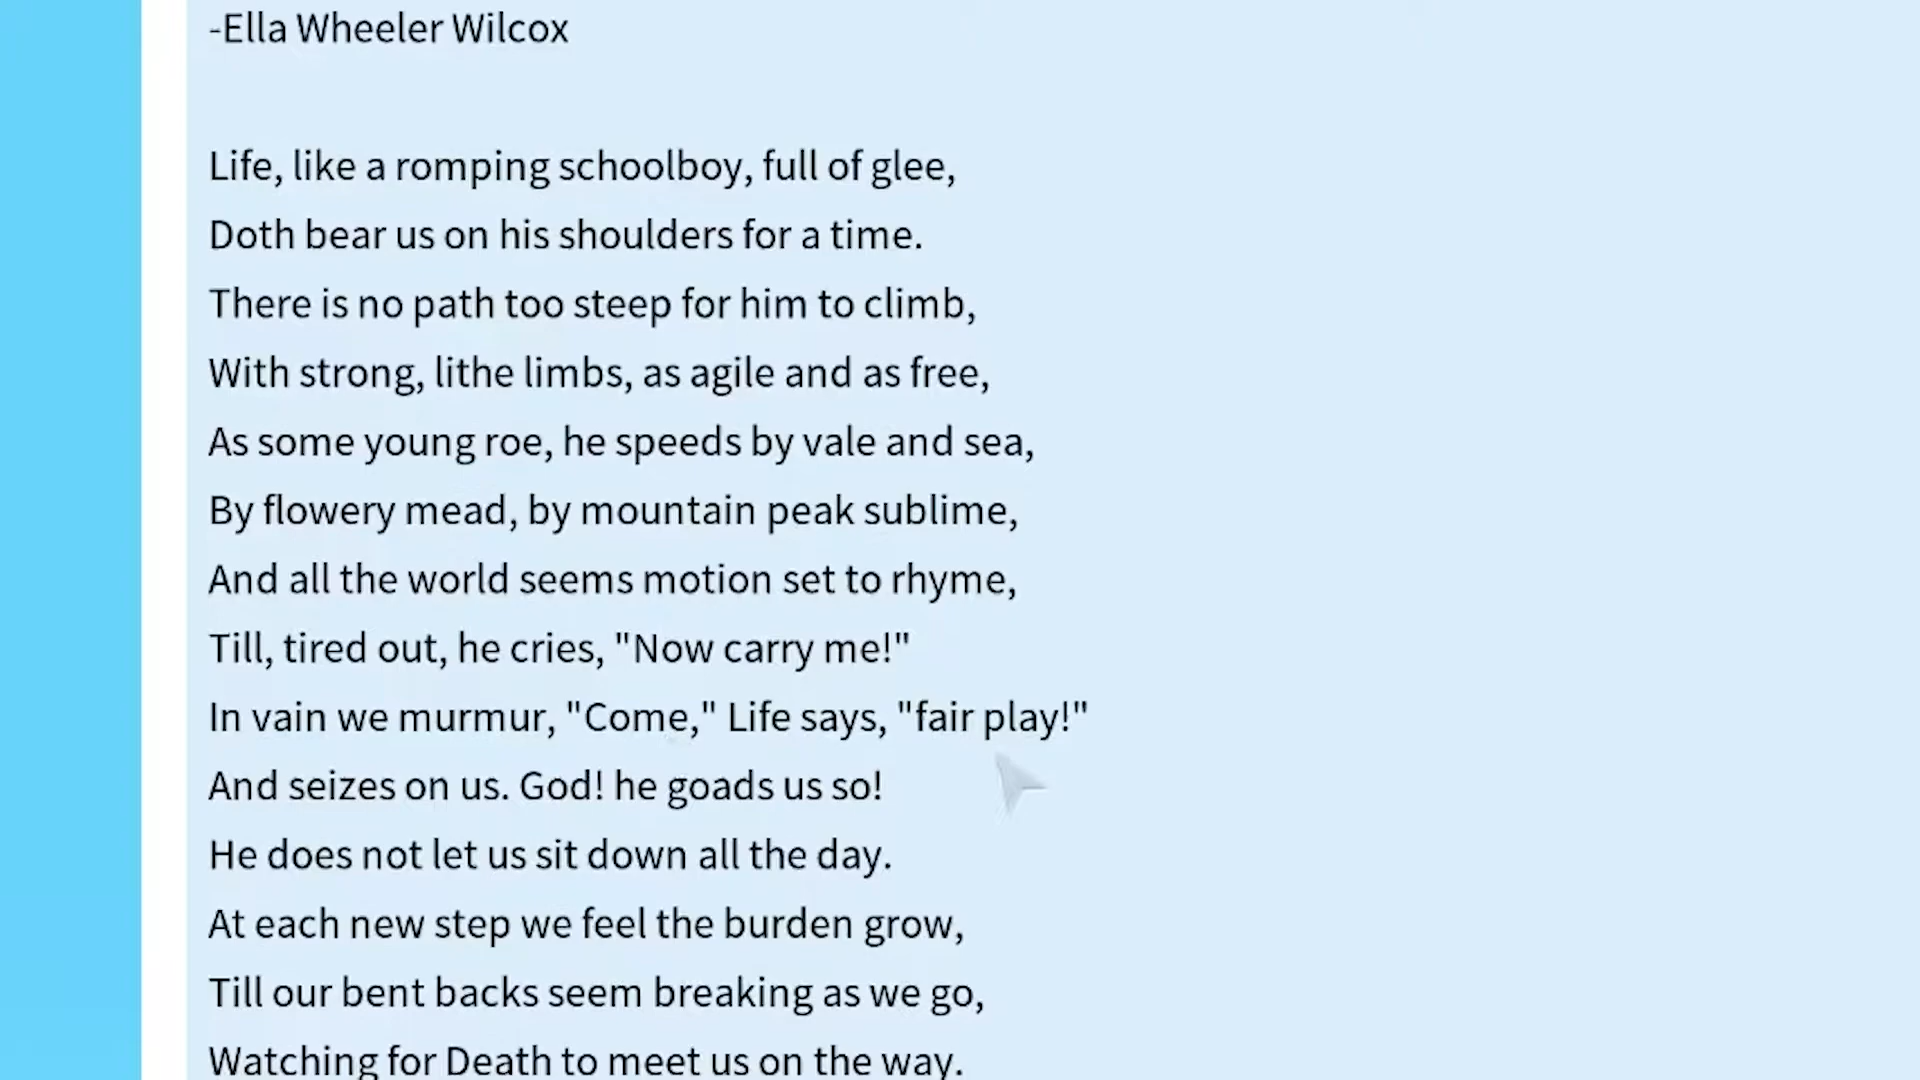 -Ella Wheeler Wilcox
Life, like a romping schoolboy, full of glee,
Doth bear us on his shoulders for a time.
There is no path too steep for him to climb,
With strong, lithe limbs, as agile and as free,
As some young roe, he speeds by vale and sea,
By flowery mead, by mountain peak sublime,
And all the world seems motion set to rhyme,
Till, tired out, he cries, "Now carry me!"
In vain we murmur, "Come," Life says, "fair play!"
And seizes on us. God! he goads us so!
He does not let us sit down all the day.
At each new step we feel the burden grow,
Till our bent backs seem breaking as we go,
Watching for Death to meet us on the way.